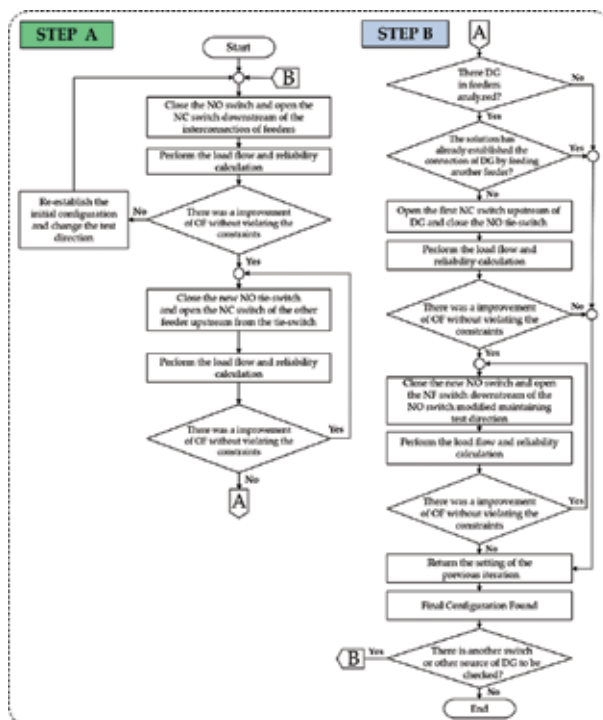 STEP A
Start
B
Close the NO switch and open the
NC switch downstream of the
interconnection of feeders
Perform the load flow and reliability
calculation
Re-establish the
initial configuration
and change the test
direction
No
There was a improvement
of OF without violating the
constraints
Yes
Close the new NO tie-switch
and open the NC switch of the other
feeder upstream from the tie-switch
Perform the load flow and reliability
calculation
Yes
There was a improvement
of OF without violating the
constraints
No
A
STEP B
A
There DG
in feeders
analyzed?
No
Yes
The solution has
already established the
connection of DG by feeding
another feeder?
Yes
No
Open the first NC switch upstream of
DG and close the NO tie-switch
Perform the load flow and
reliability calculation
There was a improvement
of OF without violating the
constraints
No
Yes
Close the new NO switch and open
the NF switch downstream of the
NO switch modified maintaining
test direction
Perform the load flow and reliability
calculation
There was a improvement
of OF without violating the
constraints
Yes
No
Return the setting of the
previous iteration.
Final Configuration Found
B
Yes
There is another switch
or other source of DG to be
checked?
No
End